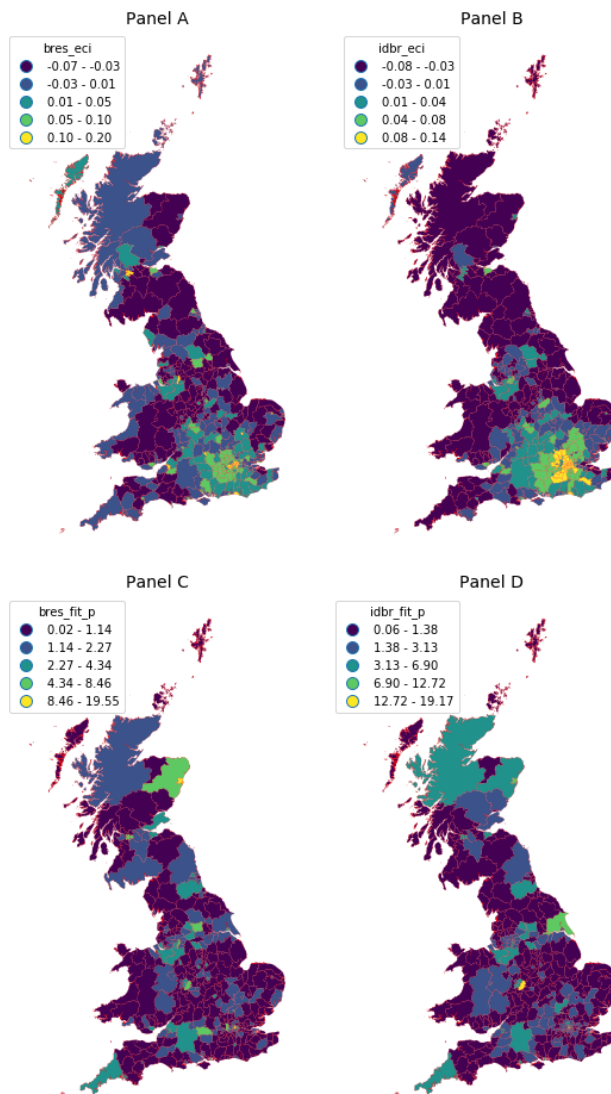 Panel A
bres_eci
-0.07 - -0.03
-0.03 - 0.01
0.01 - 0.05
0.05 - 0.10
0.10 - 0.20
Panel B
idbr_eci
-0.08 - -0.03
-0.03 - 0.01
0.01 - 0.04
0.04 - 0.08
0.08 - 0.14
Panel C
bres_fit_p
0.02 - 1.14
1.14 - 2.27
2.27 - 4.34
4.34 - 8.46
8.46 - 19.55
Panel D
idbr_fit_p
0.06 - 1.38
1.38 - 3.13
3.13 - 6.90
6.90 - 12.72
12.72 - 19.17